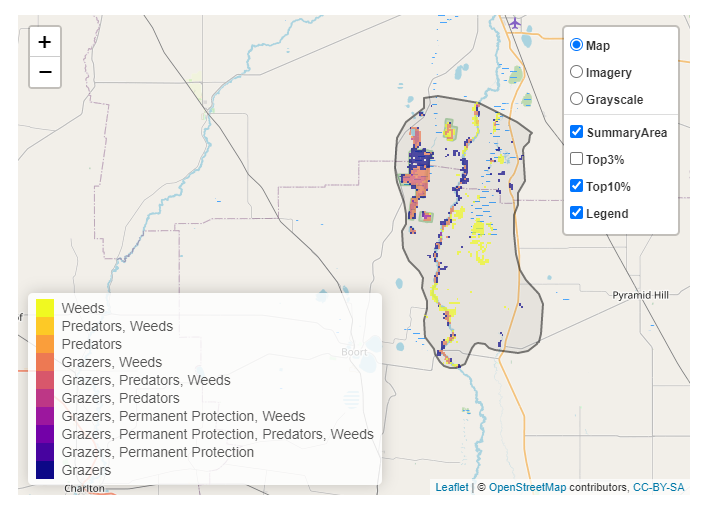 +
−
Map
Imagery
Grayscale
SummaryArea
Top3%
Top10%
Legend
Pyramid Hill
Boort
Weeds
Predators, Weeds
Predators
Grazers, Weeds
Grazers, Predators, Weeds
Grazers, Predators
Grazers, Permanent Protection, Weeds
Grazers, Permanent Protection, Predators, Weeds
Grazers, Permanent Protection
Grazers
Charlton
Leaflet | © OpenStreetMap contributors, CC-BY-SA